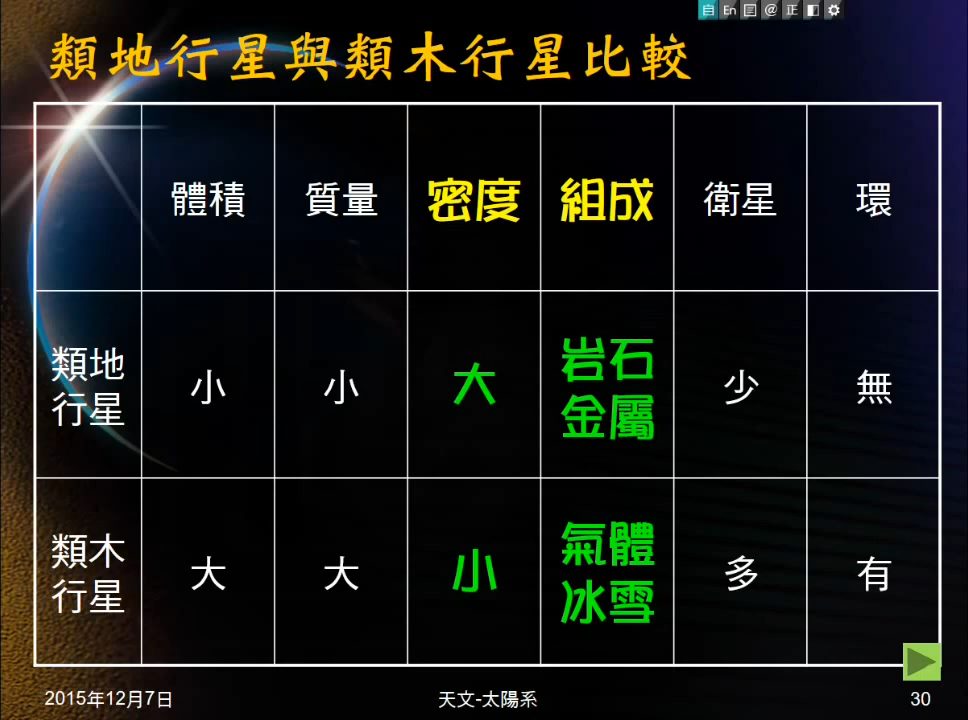 自 En @ 正
類地行星與類木行星比較
體積 質量 密度 組成 衛星 環
類地行星 小 小 大 岩石金屬 少 無
類木行星 大 大 小 氣體冰雪 多 有
2015年12月7日 天文-太陽系 30